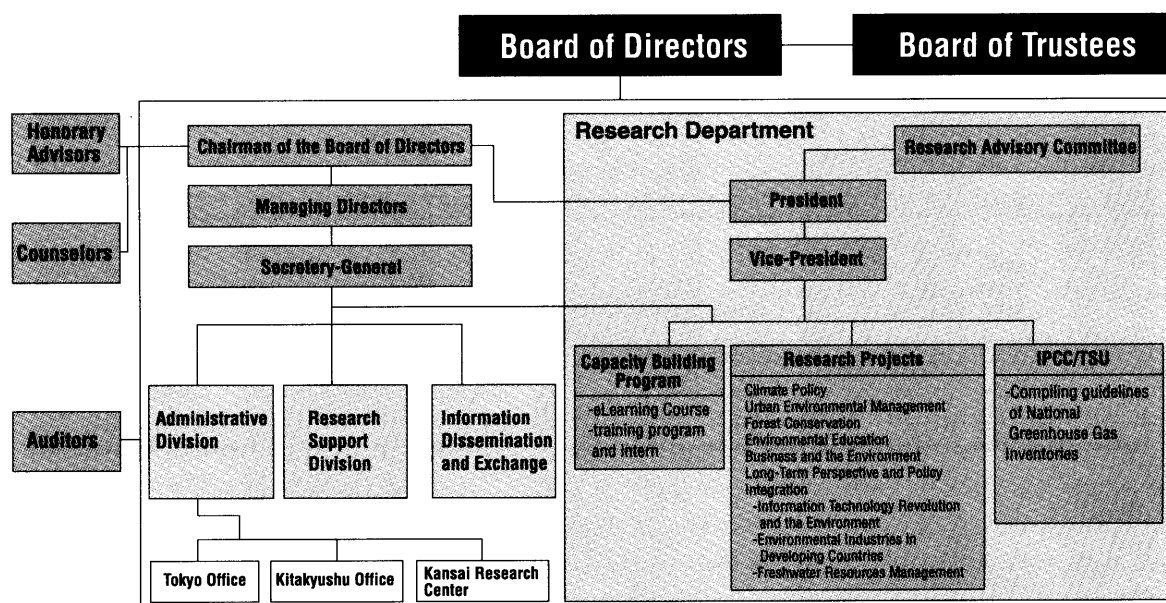 Board of Directors
Board of Trustees
Honorary
Advisors
Chairman of the Board of Directors
Managing Directors
Counselors
Secretery-General
Research Department
Research Advisory Committee
President
Vice-President
Auditors
Administrative
Division
Research
Support
Division
Information
Dissemination
and Exchange
Tokyo Office
Kitakyushu Office
Kansai Research
Center
Capacity Building
Program
-eLearning Course
-training program
and intern
Research Projects
Climate Policy
Urban Environmental Management
Forest Conservation
Environmental Education
Business and the Environment
Long-Term Perspective and Policy
Integration
-Information Technology Revolution
and the Environment
-Environmental Industries in
Developing Countries
-Freshwater Resources Management
IPCC/TSU
-Compiling guidelines
of National
Greenhouse Gas
Inventories